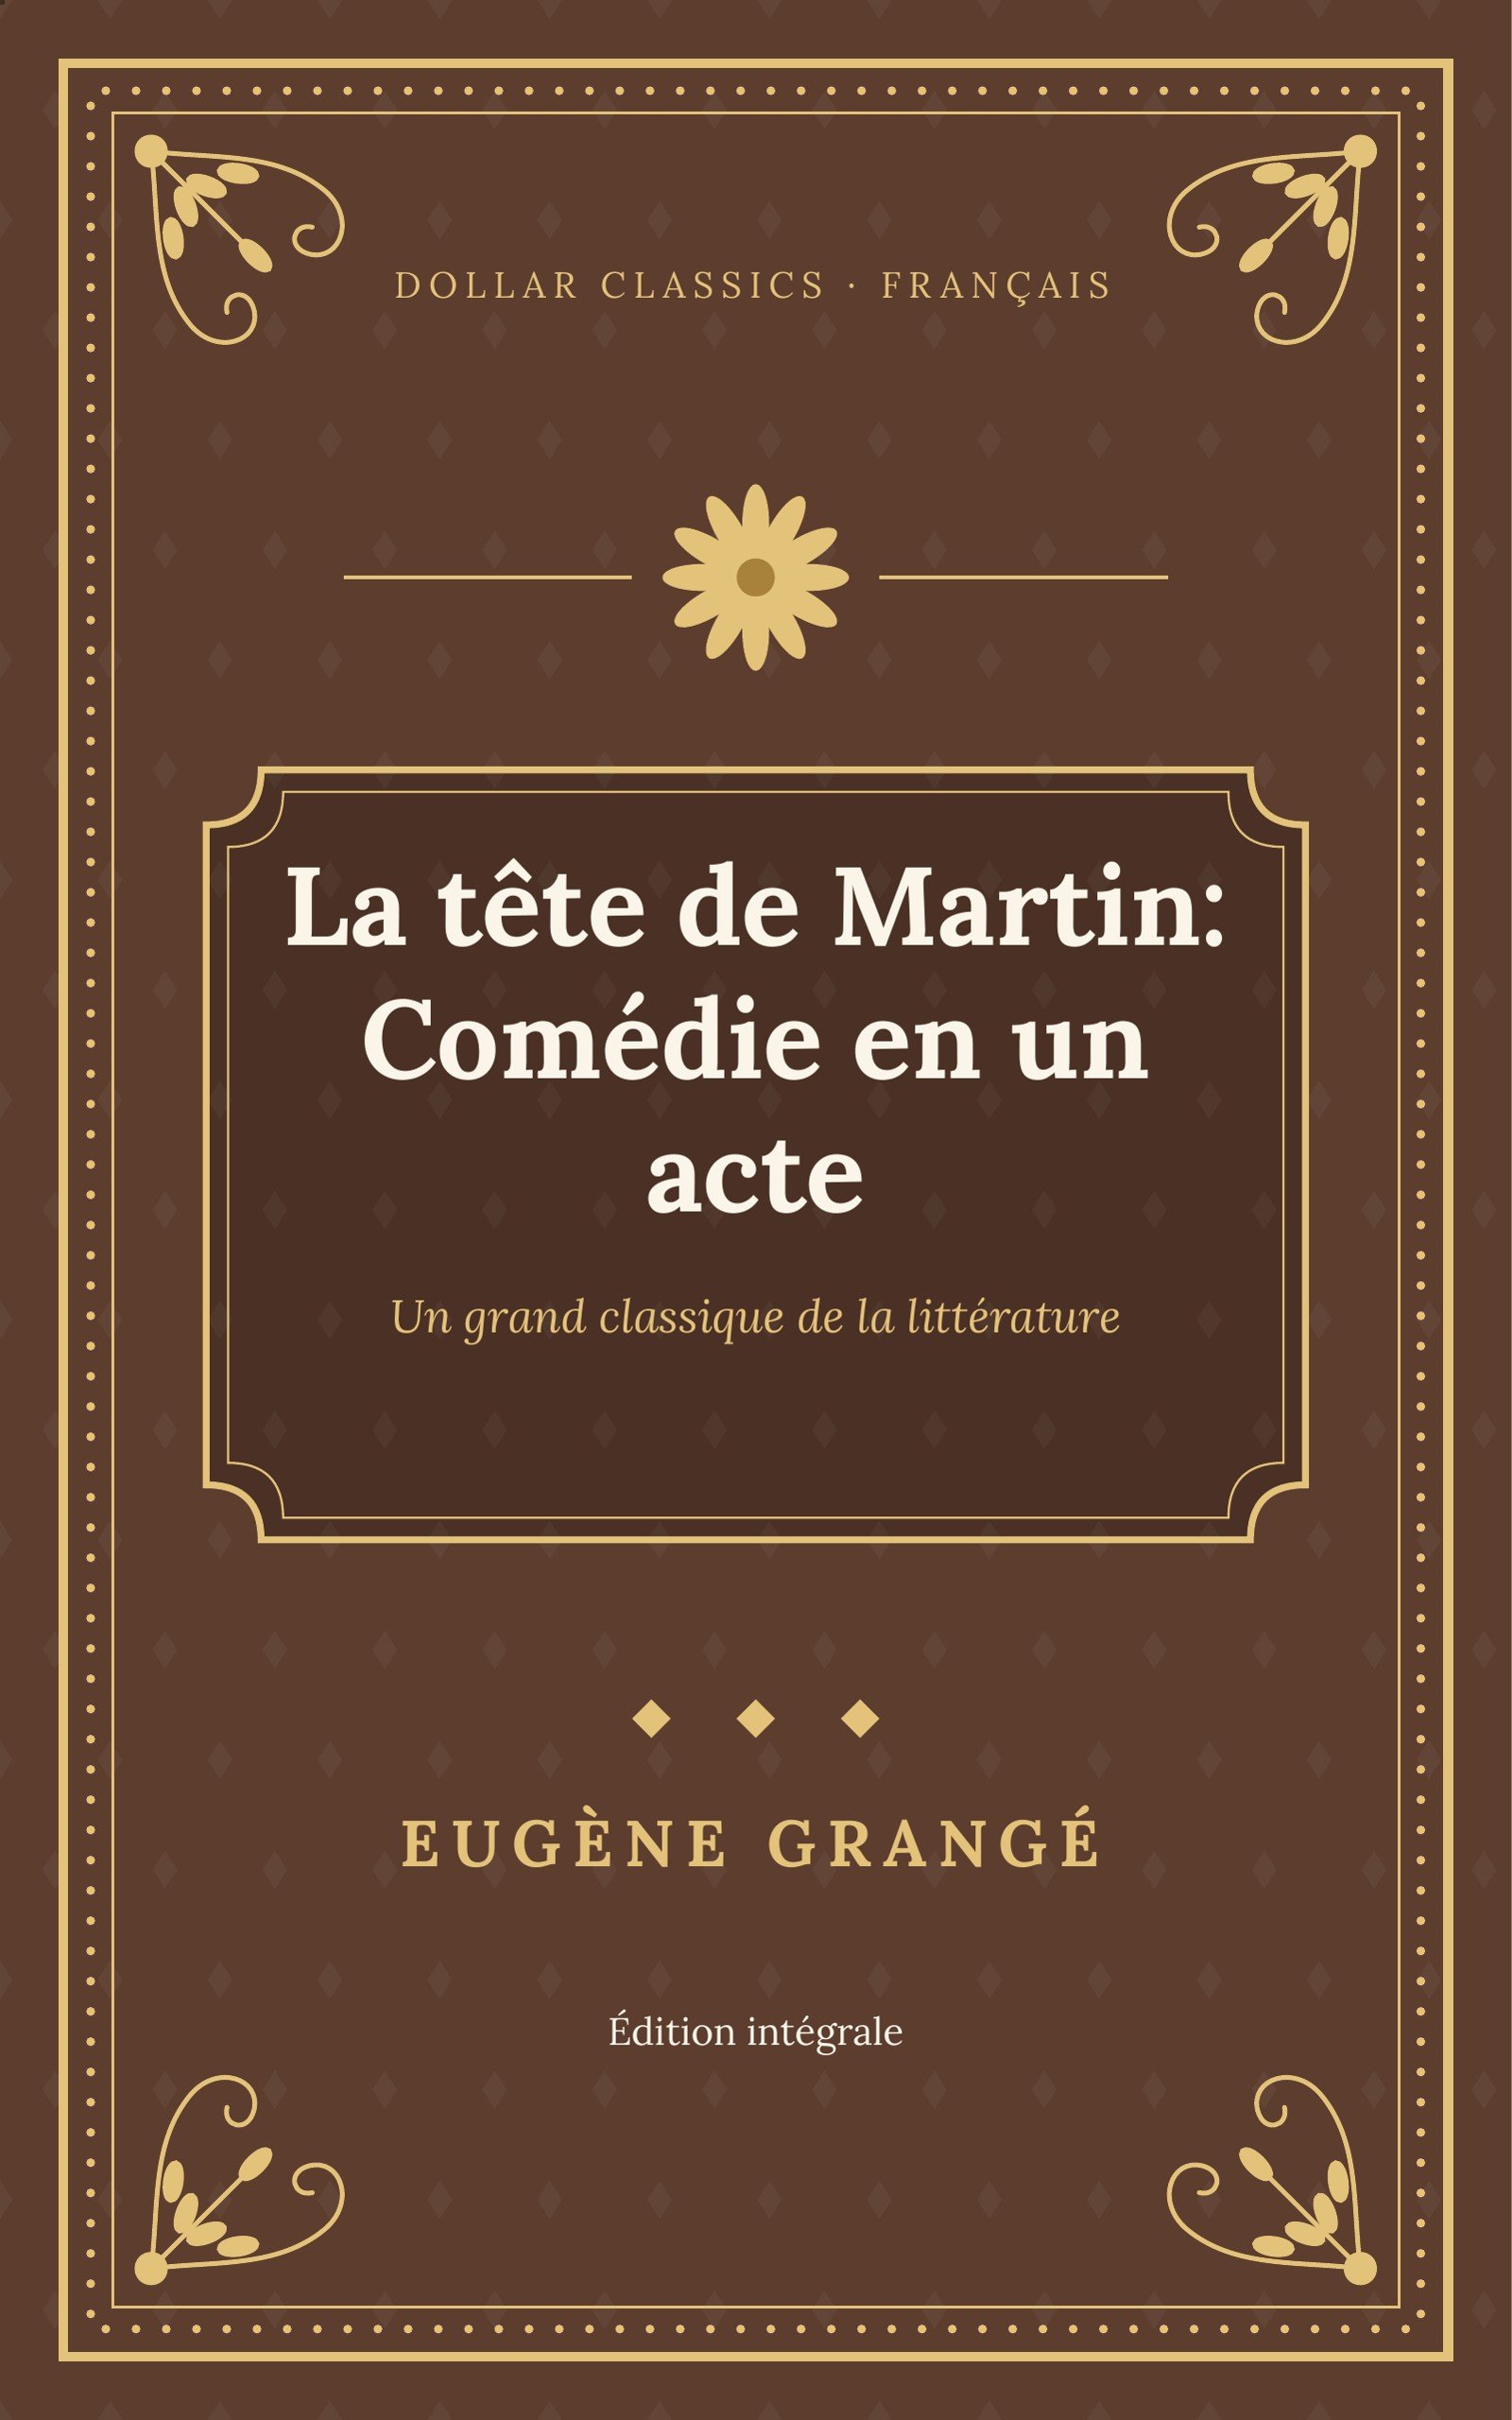 DOLLAR CLASSICS · FRANÇAIS
La tête de Martin:
Comédie en un
acte
Un grand classique de la littérature
EUGÈNE GRANGÉ
Édition intégrale